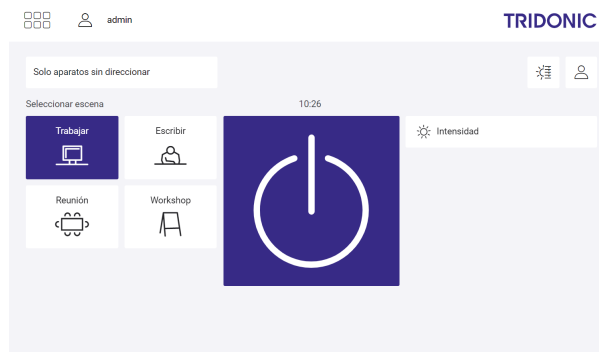 admin
TRIDONIC
Solo aparatos sin direccionar
Seleccionar escena
10:26
Trabajar
Escribir
Intensidad
Reunión
Workshop